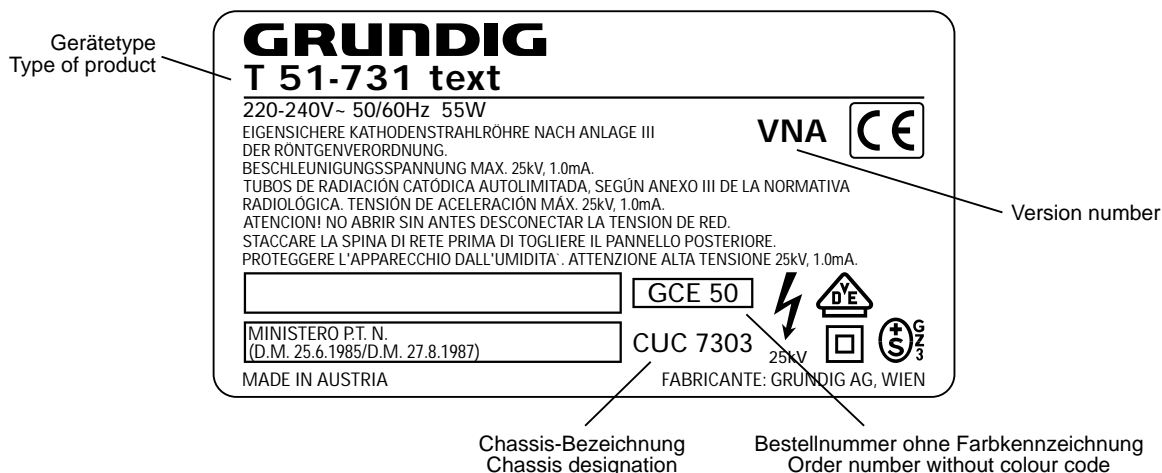 Gerätetype
Type of product
GRUNDIG
T 51-731 text
220-240V~ 50/60Hz 55W
EIGENSICHERE KATHODENSTRAHLRÖHRE NACH ANLAGE III
DER RÖNTGENVERORDNUNG.
BESCHLEUNIGUNGSSPANNUNG MAX. 25kV, 1.0mA.
TUBOS DE RADIACIÓN CATÓDICA AUTOLIMITADA, SEGÚN ANEXO III DE LA NORMATIVA
RADIOLÓGICA. TENSIÓN DE ACELERACIÓN MÁX. 25kV, 1.0mA.
ATENCION! NO ABRIR SIN ANTES DESCONECTAR LA TENSION DE RED.
STACCARE LA SPINA DI RETE PRIMA DI TOGLIERE IL PANNELLO POSTERIORE.
PROTEGGERE L'APPARECCHIO DALL'UMIDITA`. ATTENZIONE ALTA TENSIONE 25kV, 1.0mA.
VNA CE
Version number
GCE 50
DVE
MINISTERO P.T. N.
(D.M. 25.6.1985/D.M. 27.8.1987)
CUC 7303
25kV
+S
GZ3
MADE IN AUSTRIA
FABRICANTE: GRUNDIG AG, WIEN
Chassis-Bezeichnung
Chassis designation
Bestellnummer ohne Farbkennzeichnung
Order number without colour code